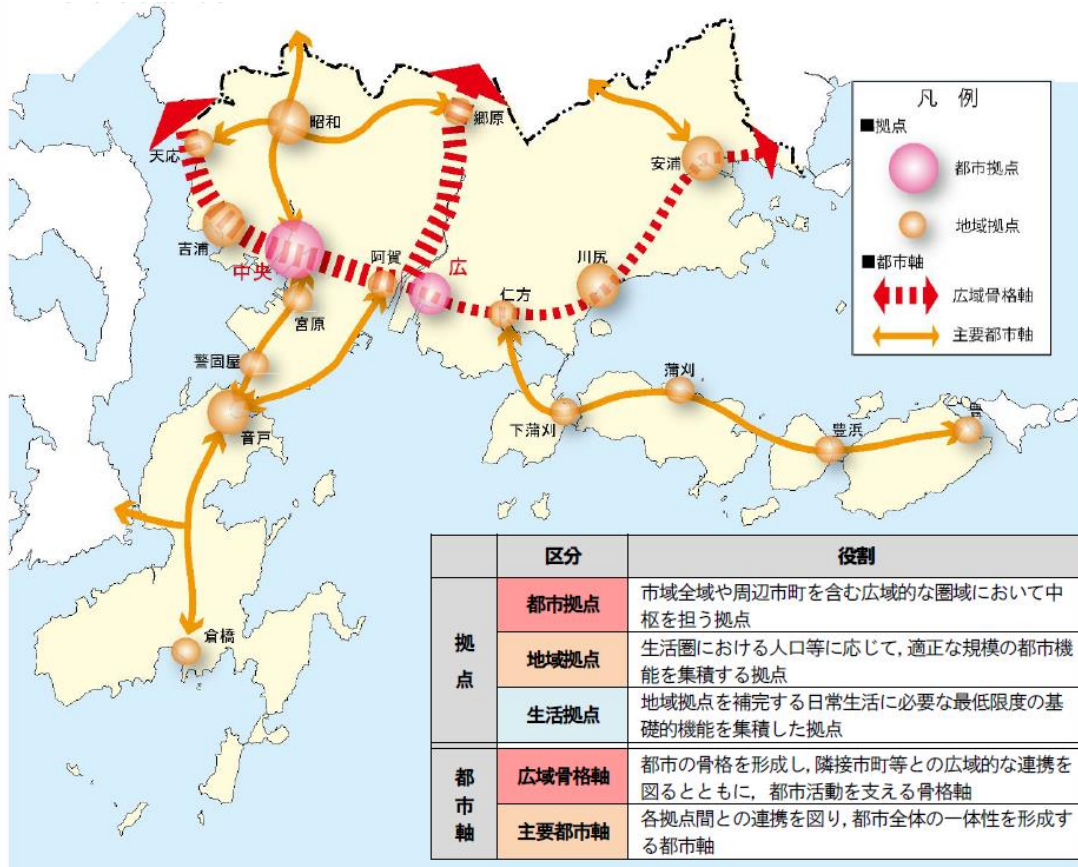 昭和
郷原
天応
安浦
吉浦
中央
阿賀
広
川尻
仁方
宮原
警固屋
音戸
蒲刈
下蒲刈
豊浜
豊
倉橋
凡 例
■拠点
都市拠点
地域拠点
■都市軸
広域骨格軸
主要都市軸
区分
役割
拠点
都市拠点
市域全域や周辺市町を含む広域的な圏域において中
枢を担う拠点
地域拠点
生活圏における人口等に応じて,適正な規模の都市機
能を集積する拠点
生活拠点
地域拠点を補完する日常生活に必要な最低限度の基
礎的機能を集積した拠点
都市軸
広域骨格軸
都市の骨格を形成し,隣接市町等との広域的な連携を
図るとともに, 都市活動を支える骨格軸
主要都市軸
各拠点間との連携を図り,都市全体の一体性を形成す
る都市軸